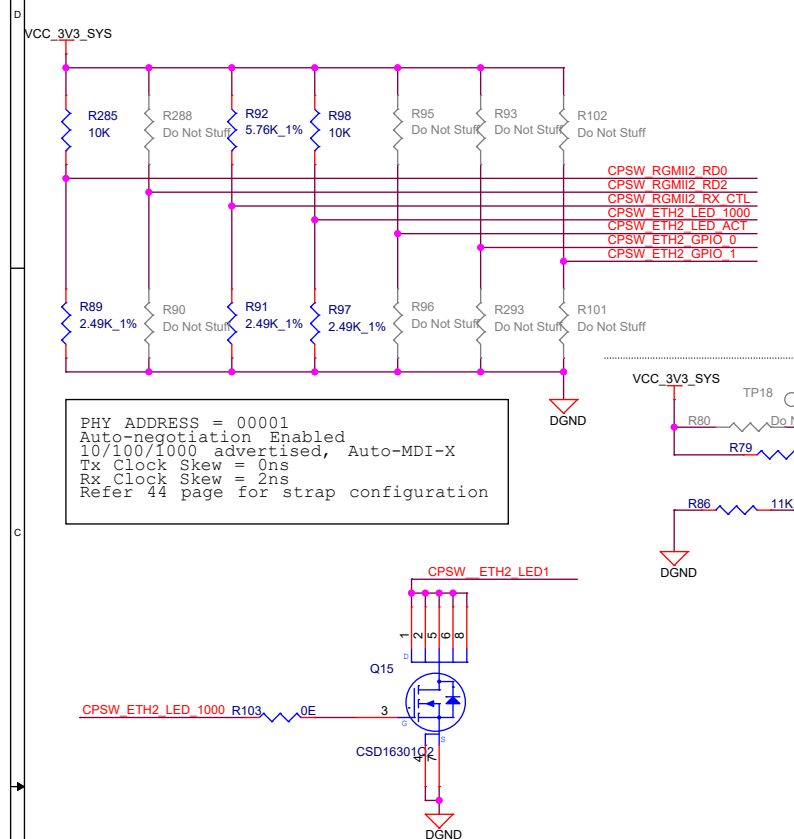 D
VCC_3V3_SYS
R285
10K
R288
Do Not Stuff
R92
5.76K_1%
R98
10K
R95
Do Not Stuff
R93
Do Not Stuff
R102
Do Not Stuff
CPSW_RGMII2_RD0
CPSW_RGMII2_RD2
CPSW_RGMII2_RX_CTL
CPSW_ETH2_LED_1000
CPSW_ETH2_LED_ACT
CPSW_ETH2_GPIO_0
CPSW_ETH2_GPIO_1
R89
2.49K_1%
R90
Do Not Stuff
R91
2.49K_1%
R97
2.49K_1%
R96
Do Not Stuff
R293
Do Not Stuff
R101
Do Not Stuff
DGND
VCC_3V3_SYS
TP18
R80
Do N
R79
R86
11K
DGND
PHY ADDRESS = 00001
Auto-negotiation Enabled
10/100/1000 advertised, Auto-MDI-X
Tx Clock Skew = 0ns
Rx Clock Skew = 2ns
Refer 44 page for strap configuration
C
CPSW__ETH2_LED1
1
2
5
6
8
D
Q15
CPSW_ETH2_LED_1000
R103
0E
3
G
S
CSD16301Q2
4
7
DGND